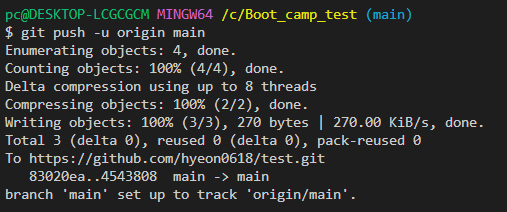 pc@DESKTOP-LCGCGCM MINGW64 /c/Boot_camp_test (main)
$ git push -u origin main
Enumerating objects: 4, done.
Counting objects: 100% (4/4), done.
Delta compression using up to 8 threads
Compressing objects: 100% (2/2), done.
Writing objects: 100% (3/3), 270 bytes | 270.00 KiB/s, done.
Total 3 (delta 0), reused 0 (delta 0), pack-reused 0
To https://github.com/hyeon0618/test.git
   83020ea..4543808  main -> main
branch 'main' set up to track 'origin/main'.